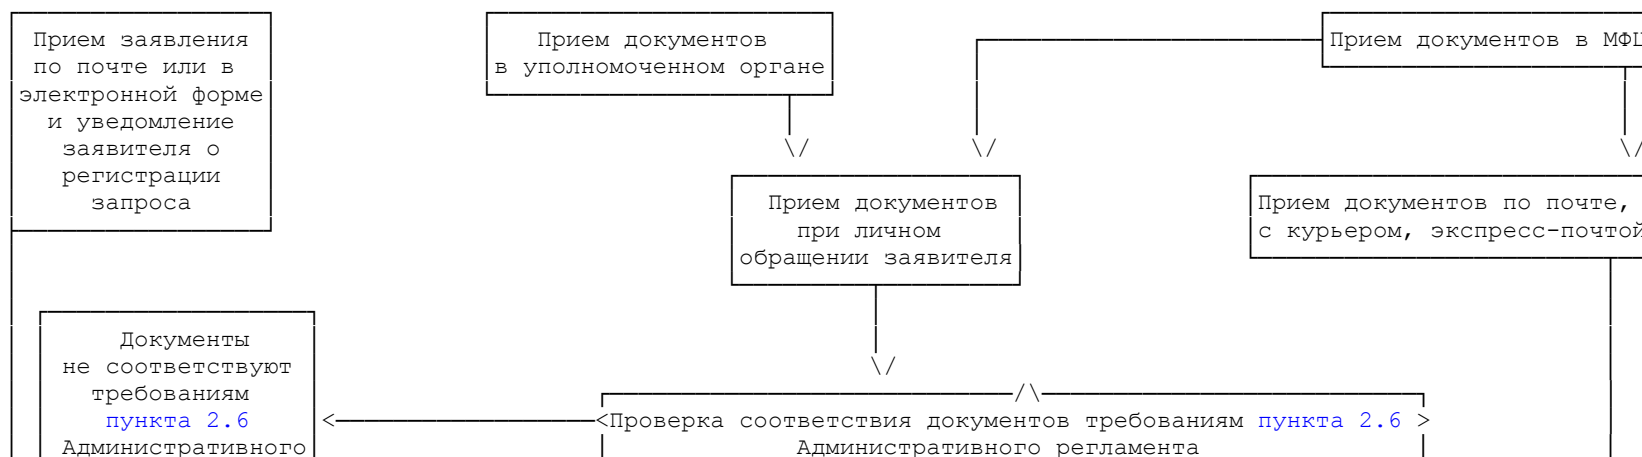 Прием заявления
по почте или в
электронной форме
и уведомление
заявителя о
регистрации
запроса
Прием документов
в уполномоченном органе
Прием документов в МФЦ
Прием документов
при личном
обращении заявителя
Прием документов по почте,
с курьером, экспресс-почтой
Документы
не соответствуют
требованиям
пункта 2.6
Административного
Проверка соответствия документов требованиям пункта 2.6
Административного регламента